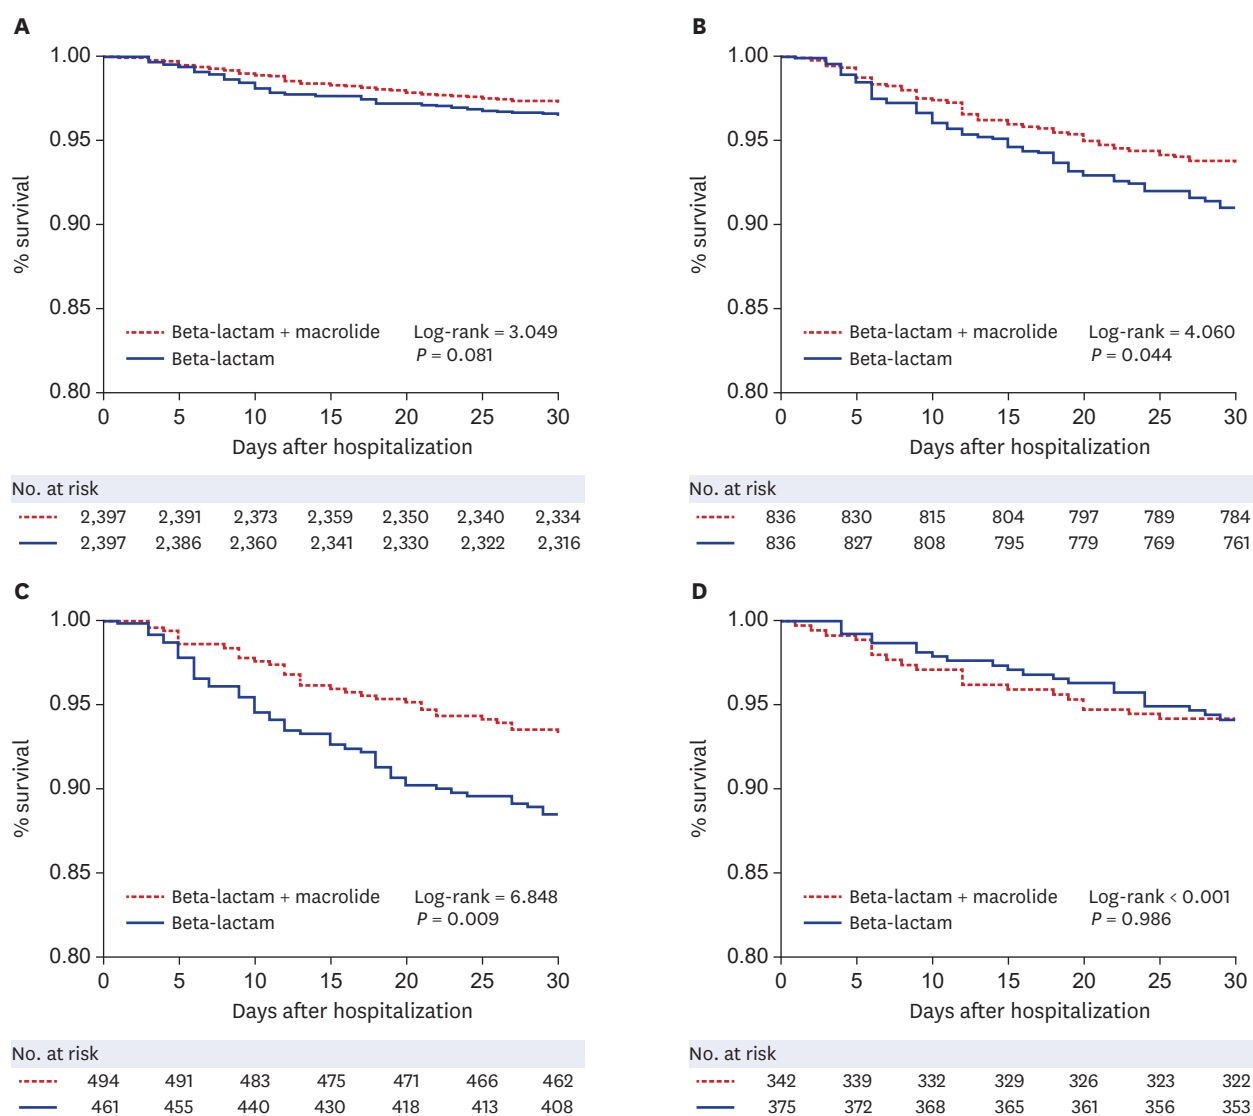 A
1.00
0.95
0.90
0.85
0.80
% survival
Beta-lactam + macrolide
Beta-lactam
Log-rank = 3.049
P = 0.081
0 5 10 15 20 25 30
Days after hospitalization
No. at risk
2,397 2,391 2,373 2,359 2,350 2,340 2,334
2,397 2,386 2,360 2,341 2,330 2,322 2,316
B
1.00
0.95
0.90
0.85
0.80
% survival
Beta-lactam + macrolide
Beta-lactam
Log-rank = 4.060
P = 0.044
0 5 10 15 20 25 30
Days after hospitalization
No. at risk
836 830 815 804 797 789 784
836 827 808 795 779 769 761
C
1.00
0.95
0.90
0.85
0.80
% survival
Beta-lactam + macrolide
Beta-lactam
Log-rank = 6.848
P = 0.009
0 5 10 15 20 25 30
Days after hospitalization
No. at risk
494 491 483 475 471 466 462
461 455 440 430 418 413 408
D
1.00
0.95
0.90
0.85
0.80
% survival
Beta-lactam + macrolide
Beta-lactam
Log-rank < 0.001
P = 0.986
0 5 10 15 20 25 30
Days after hospitalization
No. at risk
342 339 332 329 326 323 322
375 372 368 365 361 356 353